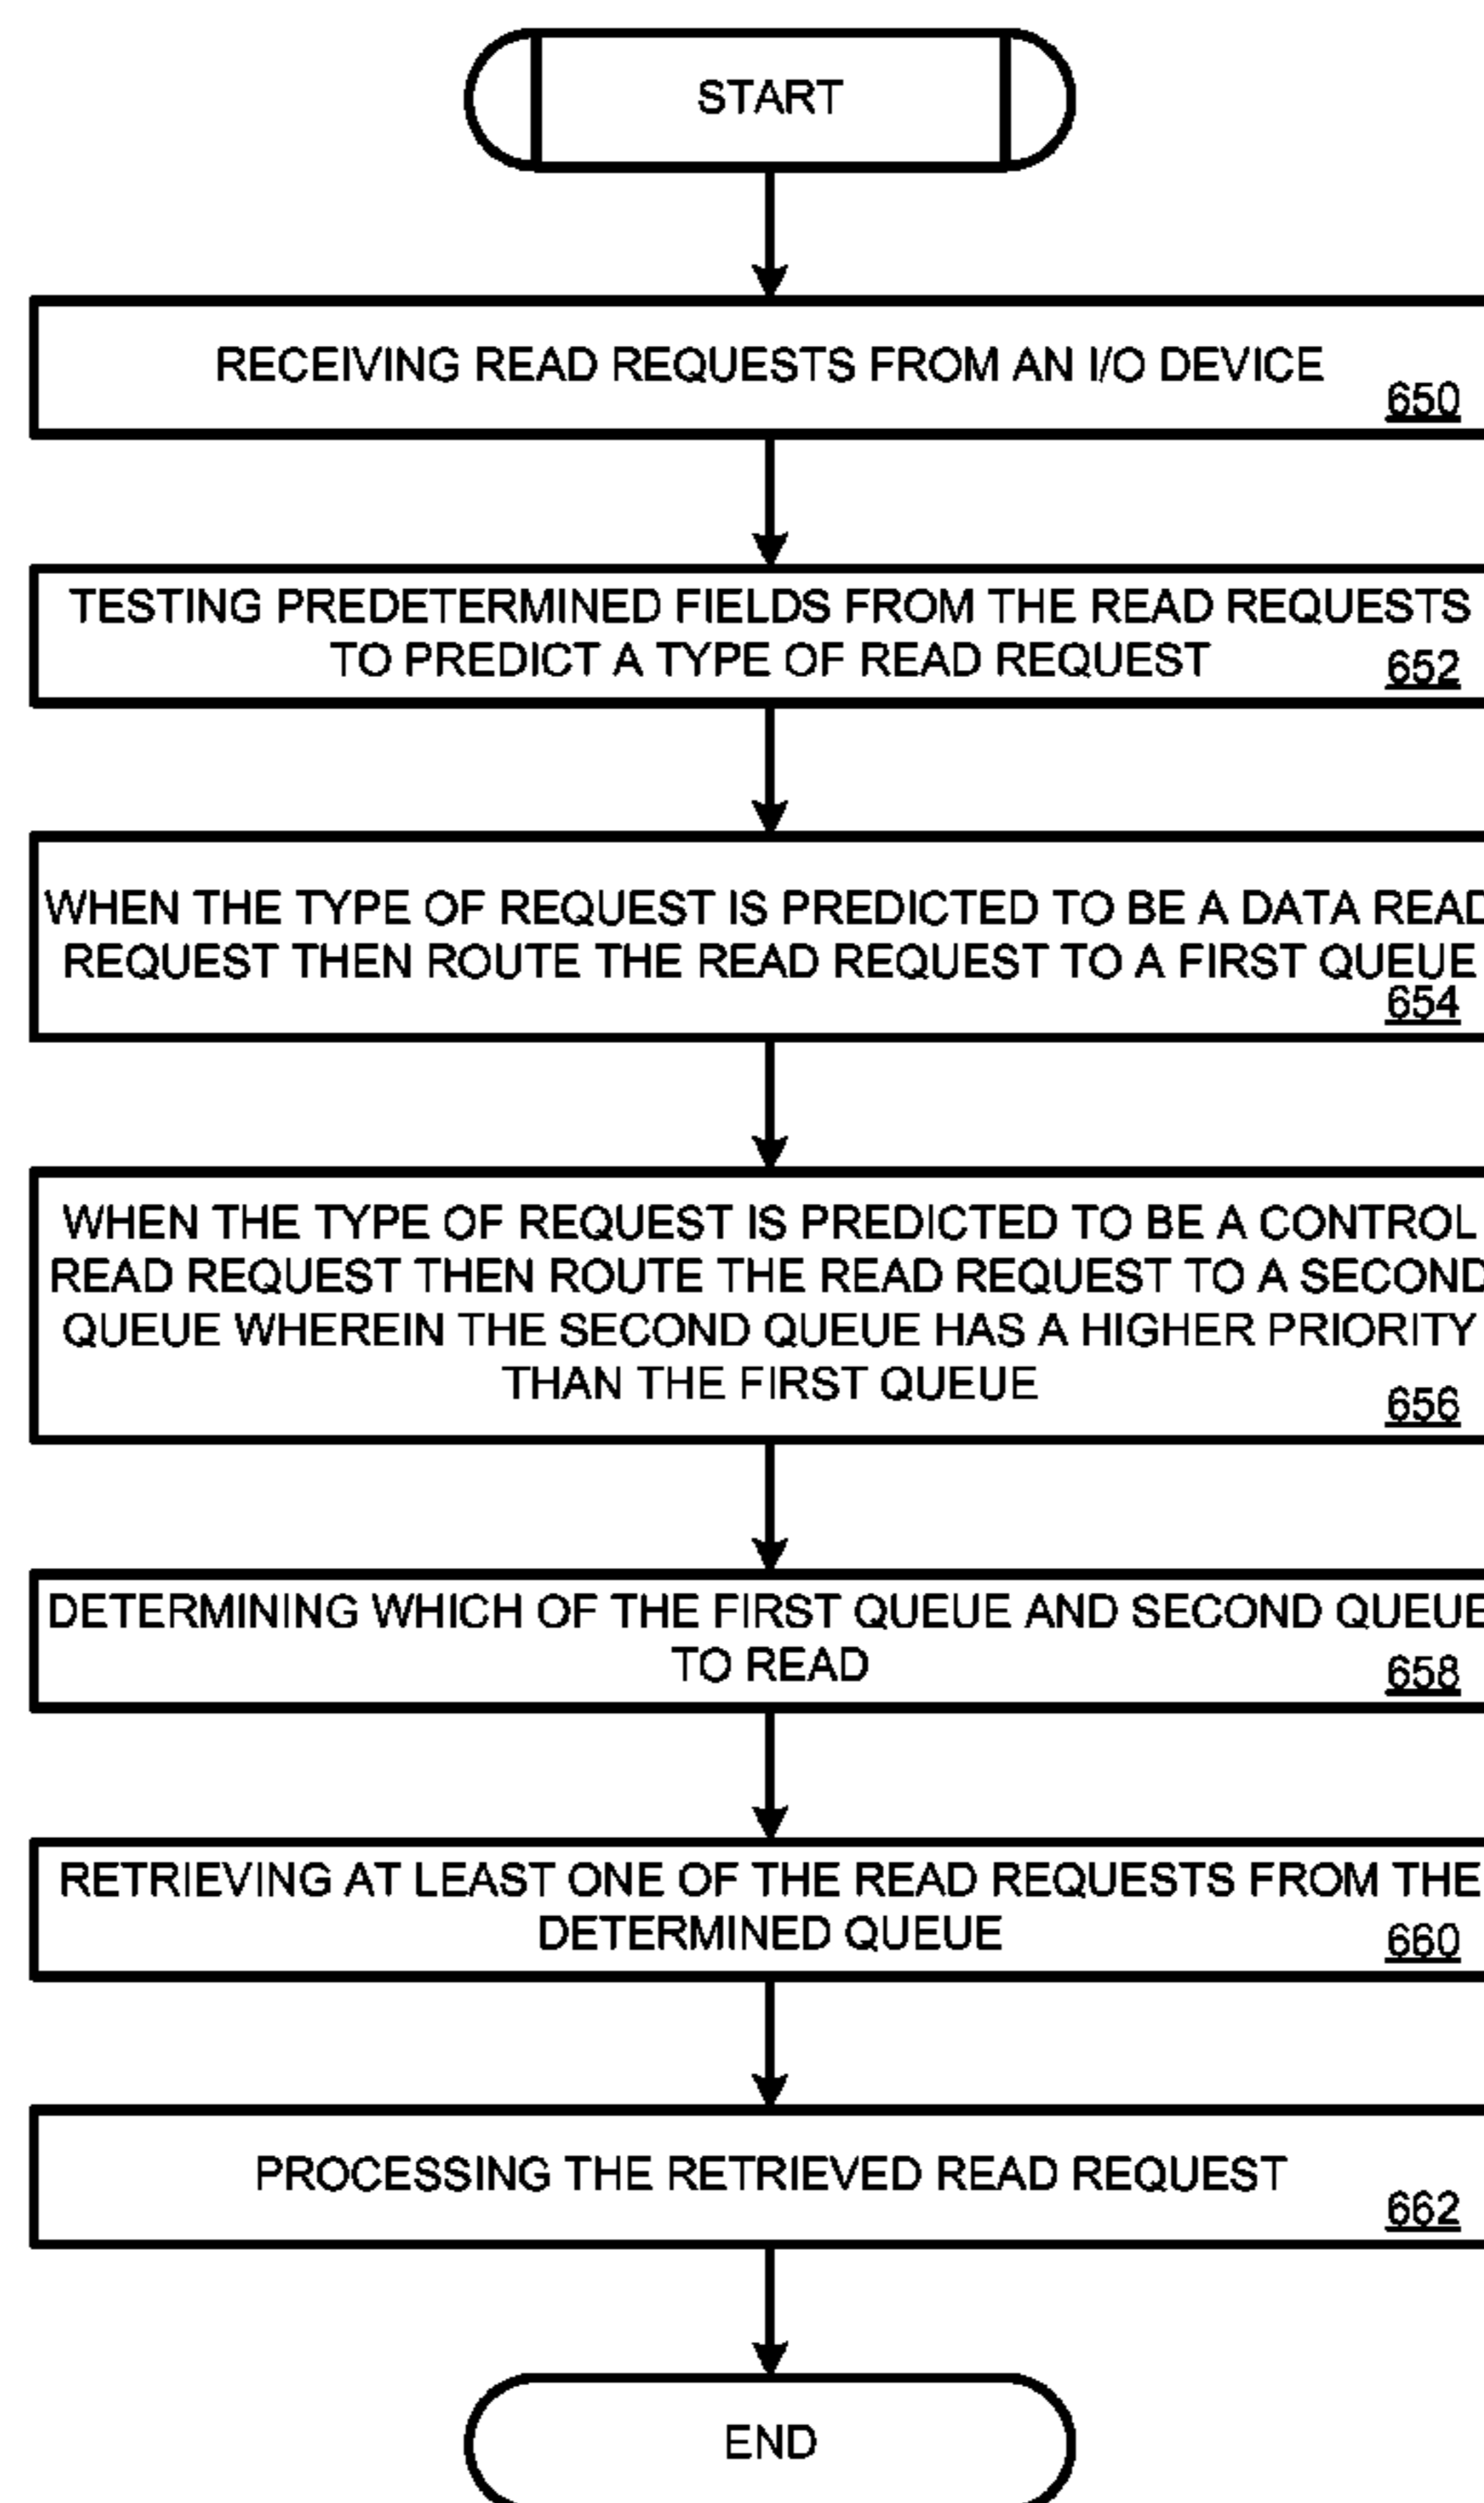 START
RECEIVING READ REQUESTS FROM AN I/O DEVICE
650
TESTING PREDETERMINED FIELDS FROM THE READ REQUESTS
TO PREDICT A TYPE OF READ REQUEST
652
WHEN THE TYPE OF REQUEST IS PREDICTED TO BE A DATA READ
REQUEST THEN ROUTE THE READ REQUEST TO A FIRST QUEUE
654
WHEN THE TYPE OF REQUEST IS PREDICTED TO BE A CONTROL
READ REQUEST THEN ROUTE THE READ REQUEST TO A SECOND
QUEUE WHEREIN THE SECOND QUEUE HAS A HIGHER PRIORITY
THAN THE FIRST QUEUE
656
DETERMINING WHICH OF THE FIRST QUEUE AND SECOND QUEUE
TO READ
658
RETRIEVING AT LEAST ONE OF THE READ REQUESTS FROM THE
DETERMINED QUEUE
660
PROCESSING THE RETRIEVED READ REQUEST
662
END